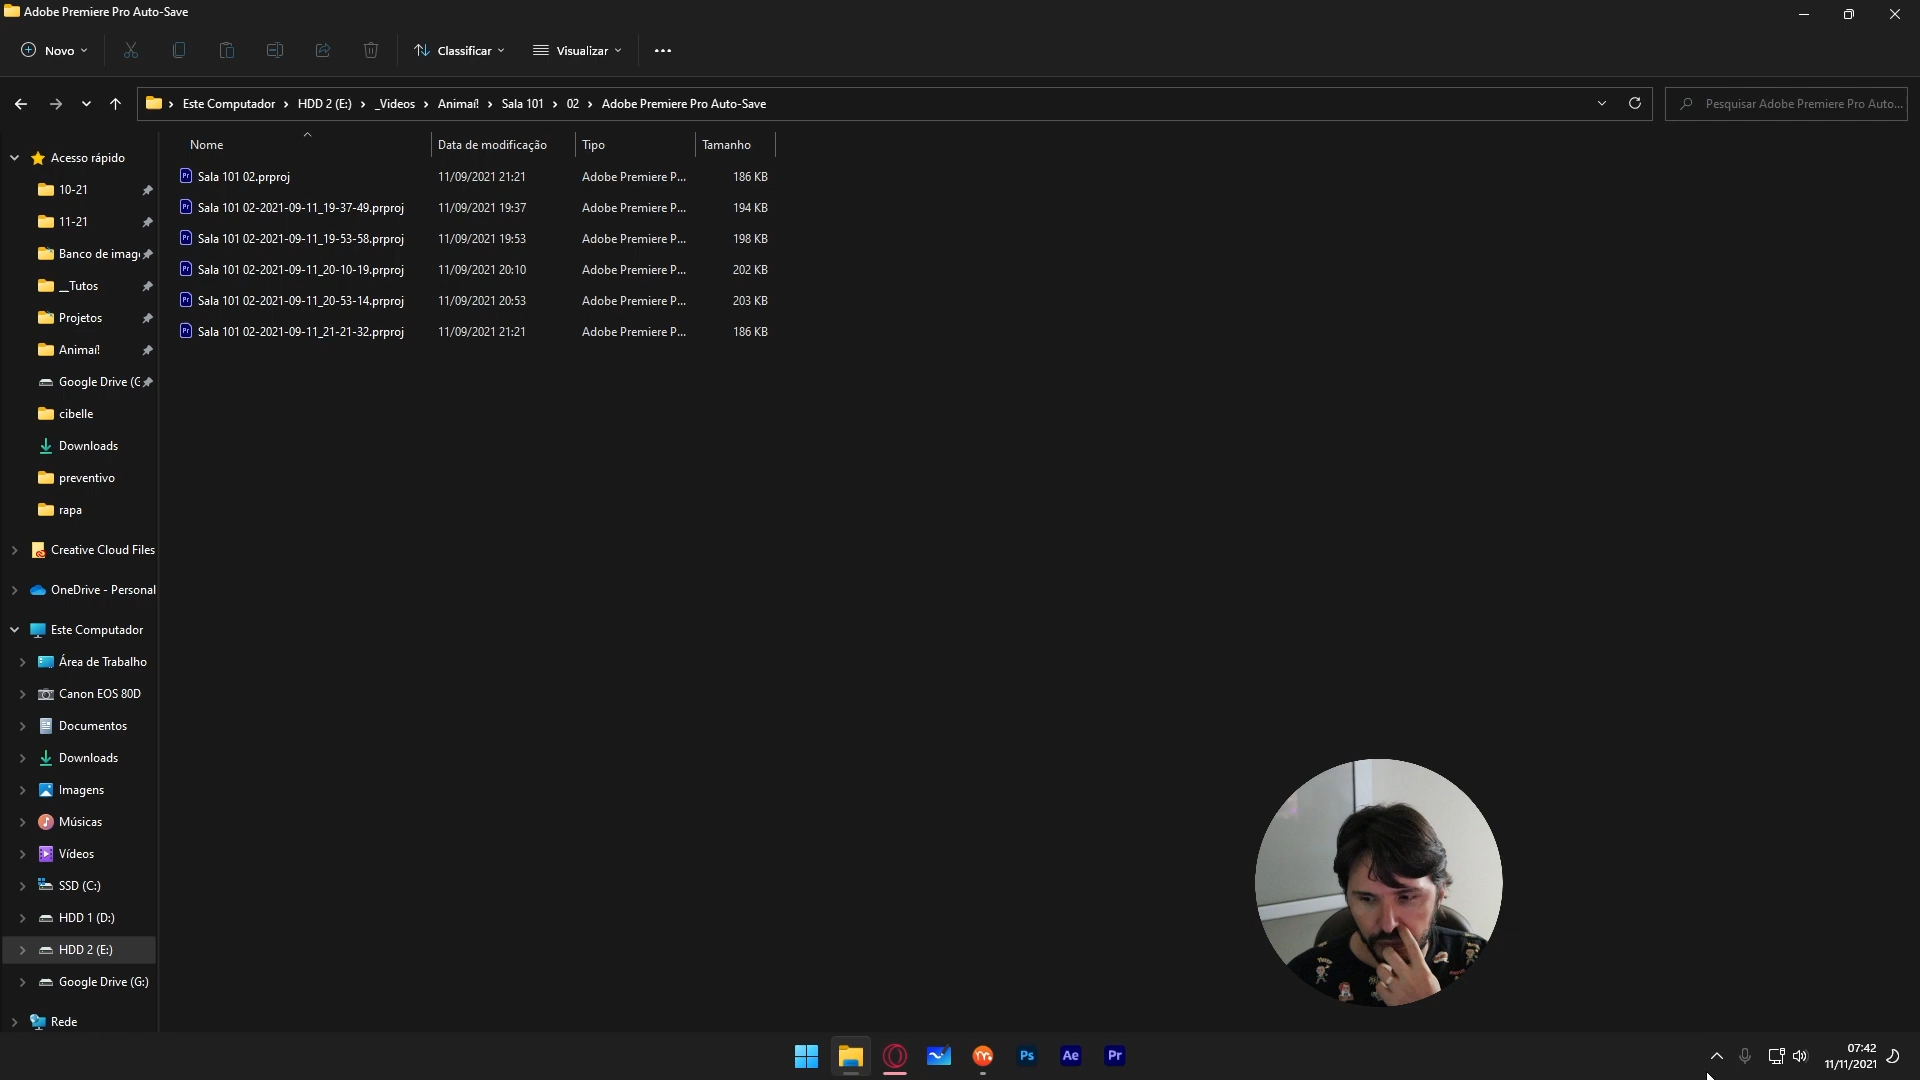 Adobe Premiere Pro Auto-Save
Novo
Classificar
Visualizar
Este Computador > HDD 2 (E:) > _Videos > Animaí! > Sala 101 > 02 > Adobe Premiere Pro Auto-Save
Pesquisar Adobe Premiere Pro Auto...
Nome Data de modificação Tipo Tamanho
Sala 101 02.prproj 11/09/2021 21:21 Adobe Premiere P... 186 KB
Sala 101 02-2021-09-11_19-37-49.prproj 11/09/2021 19:37 Adobe Premiere P... 194 KB
Sala 101 02-2021-09-11_19-53-58.prproj 11/09/2021 19:53 Adobe Premiere P... 198 KB
Sala 101 02-2021-09-11_20-10-19.prproj 11/09/2021 20:10 Adobe Premiere P... 202 KB
Sala 101 02-2021-09-11_20-53-14.prproj 11/09/2021 20:53 Adobe Premiere P... 203 KB
Sala 101 02-2021-09-11_21-21-32.prproj 11/09/2021 21:21 Adobe Premiere P... 186 KB
Acesso rápido
10-21
11-21
Banco de imag
__Tutos
Projetos
Animaí!
Google Drive (G
cibelle
Downloads
preventivo
rapa
Creative Cloud Files
OneDrive - Personal
Este Computador
Área de Trabalho
Canon EOS 80D
Documentos
Downloads
Imagens
Músicas
Vídeos
SSD (C:)
HDD 1 (D:)
HDD 2 (E:)
Google Drive (G:)
Rede
Ps
Ae
Pr
07:42
11/11/2021